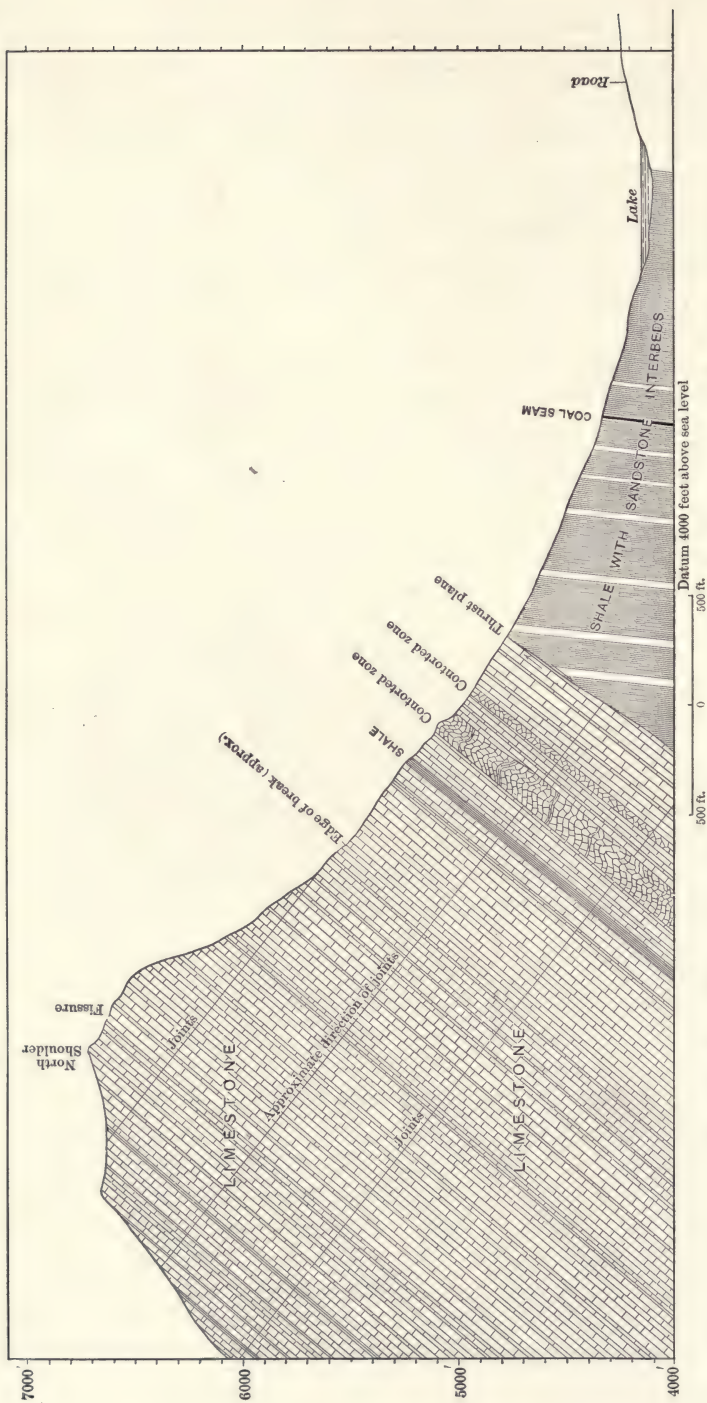 7000'
6000'
5000'
4000'
North
Shoulder
Fissure
Joints
LIMESTONE
Approximate direction of joints
Joints
LIMESTONE
Edge of break (approx.)
SHALE
Contorted zone
Contorted zone
Thrust plane
SHALE WITH SANDSTONE INTERBEDS
COAL SEAM
Lake
Road
Datum 4000 feet above sea level
500 ft.
0
500 ft.